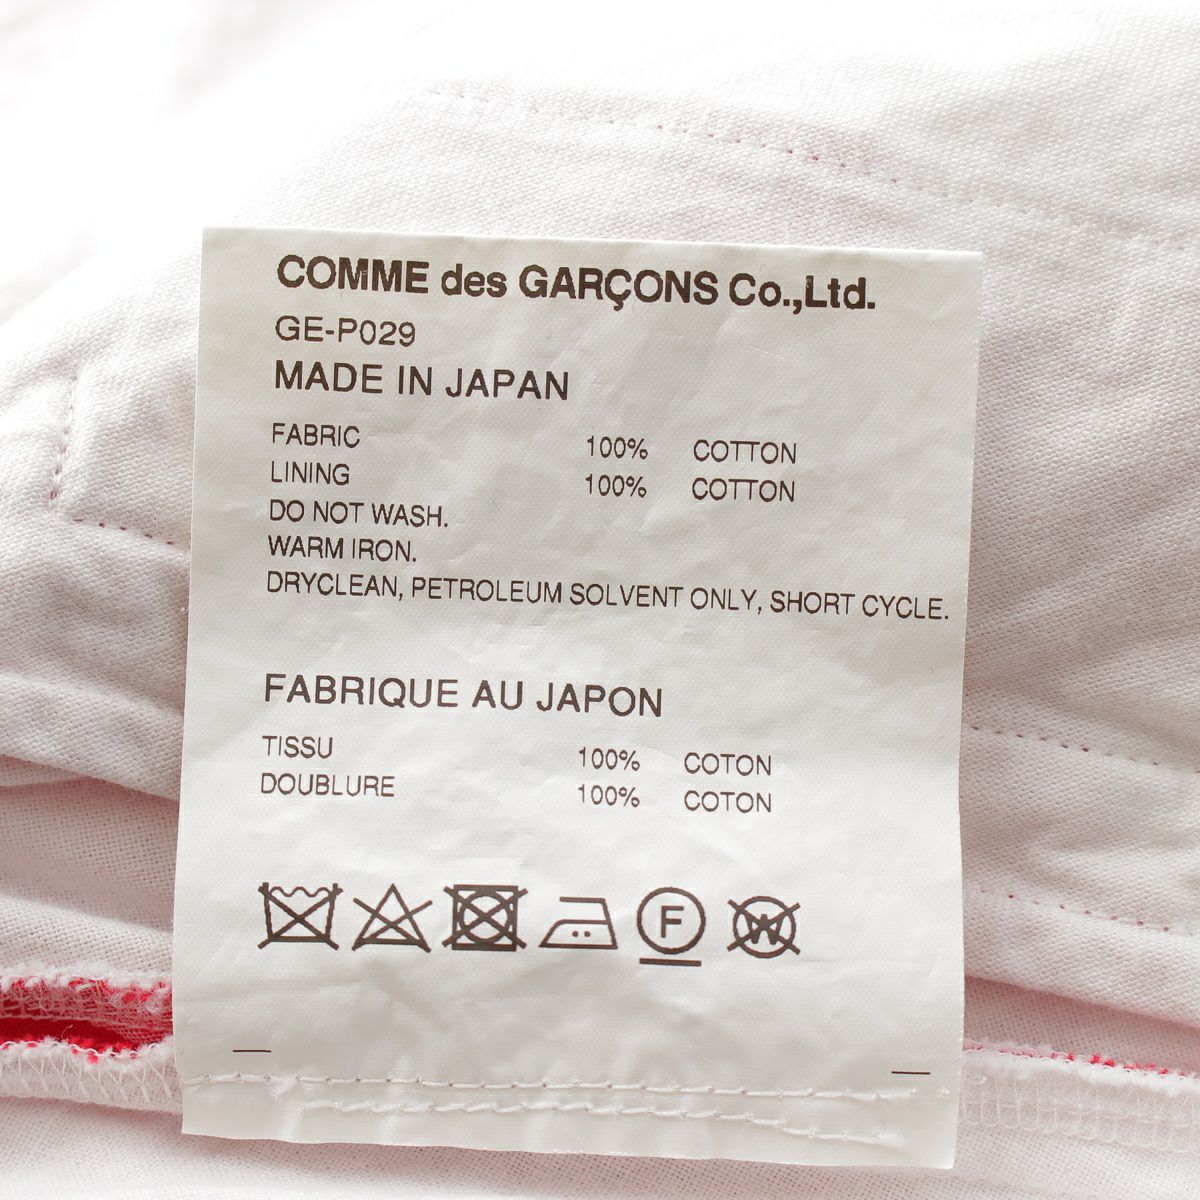 COMME des GARÇONS Co.,Ltd.
GE-P029
MADE IN JAPAN
FABRIC 100% COTTON
LINING 100% COTTON
DO NOT WASH.
WARM IRON.
DRYCLEAN, PETROLEUM SOLVENT ONLY, SHORT CYCLE.
FABRIQUE AU JAPON
TISSU 100% COTON
DOUBLURE 100% COTON
F W